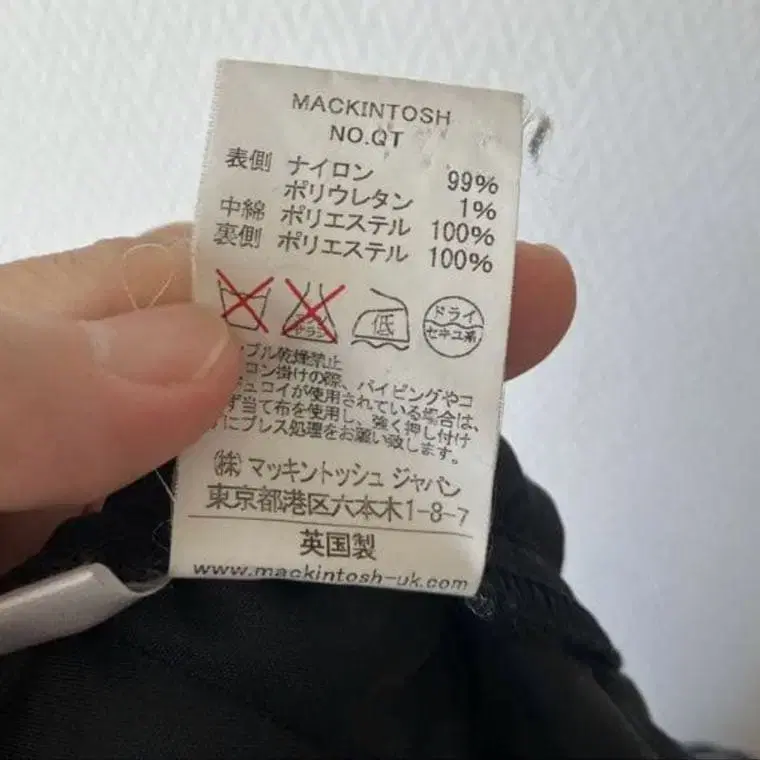 MACKINTOSH
NO.QT
表側 ナイロン 99%
ポリウレタン 1%
中綿 ポリエステル 100%
裏側 ポリエステル 100%
低 ドライ セキユ系
ブル乾燥禁止
ロン掛けの際、パイピングやコ
ュロイが使用されている場合は、
ず当て布を使用し、強く押し付け
にプレス処理をお願い致します。
(株) マッキントッシュ ジャパン
東京都港区六本木1-8-7
英国製
www.mackintosh-uk.com